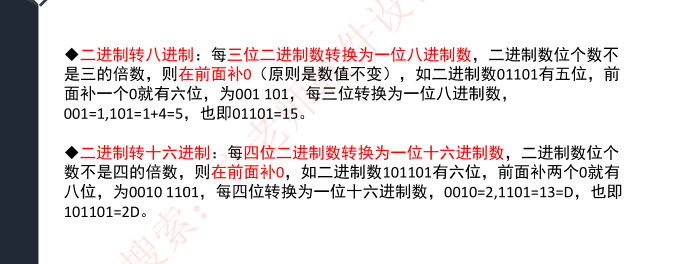 ◆二进制转八进制：每三位二进制数转换为一位八进制数，二进制数位个数不
是三的倍数，则在前面补0（原则是数值不变），如二进制数01101有五位，前
面补一个0就有六位，为001 101，每三位转换为一位八进制数，
001=1,101=1+4=5，也即01101=15。
◆二进制转十六进制：每四位二进制数转换为一位十六进制数，二进制数位个
数不是四的倍数，则在前面补0，如二进制数101101有六位，前面补两个0就有
八位，为0010 1101，每四位转换为一位十六进制数，0010=2,1101=13=D，也即
101101=2D。
搜索：
老师
件设